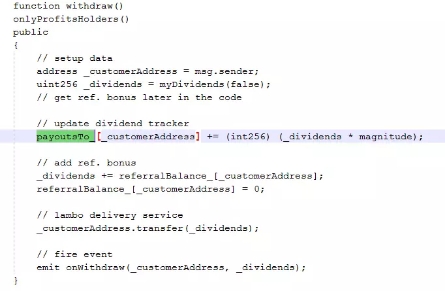 function withdraw()
onlyProfitsHolders()
public
{
// setup data
address _customerAddress = msg.sender;
uint256 _dividends = myDividends(false);
// get ref. bonus later in the code
// update dividend tracker
payoutsTo_[_customerAddress] += (int256) (_dividends * magnitude);
// add ref. bonus
_dividends += referralBalance_[_customerAddress];
referralBalance_[_customerAddress] = 0;
// lambo delivery service
_customerAddress.transfer(_dividends);
// fire event
emit onWithdraw(_customerAddress, _dividends);
}